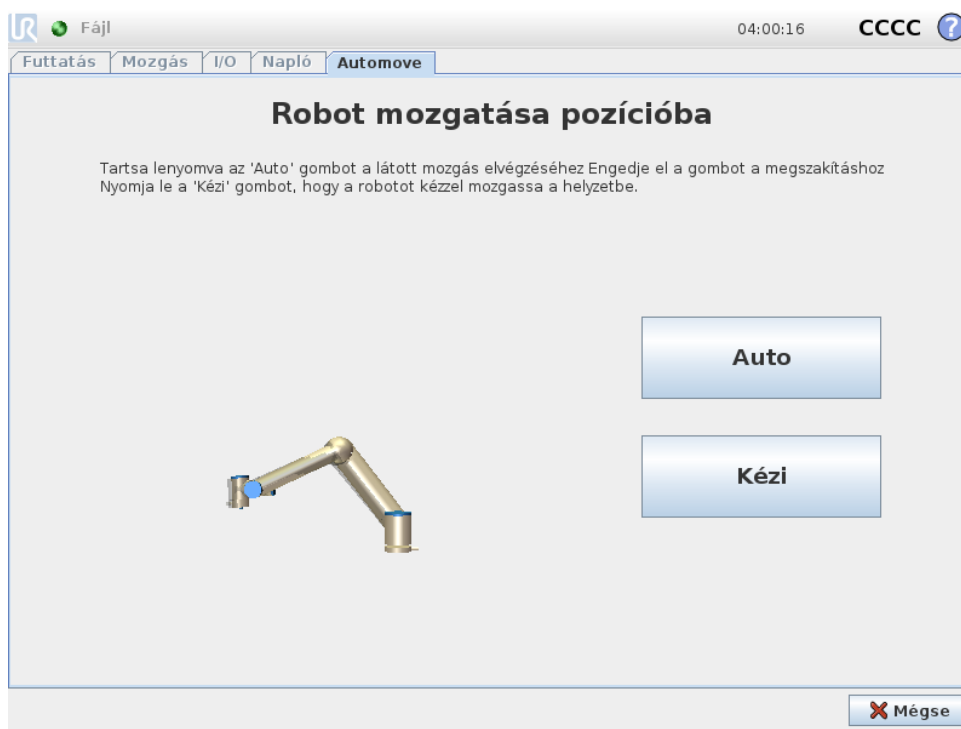 UR Fájl 04:00:16 CCCC ?
Futtatás Mozgás I/O Napló Automove
Robot mozgatása pozícióba
Tartsa lenyomva az 'Auto' gombot a látott mozgás elvégzéséhez Engedje el a gombot a megszakításhoz
Nyomja le a 'Kézi' gombot, hogy a robotot kézzel mozgassa a helyzetbe.
Auto
Kézi
Mégse